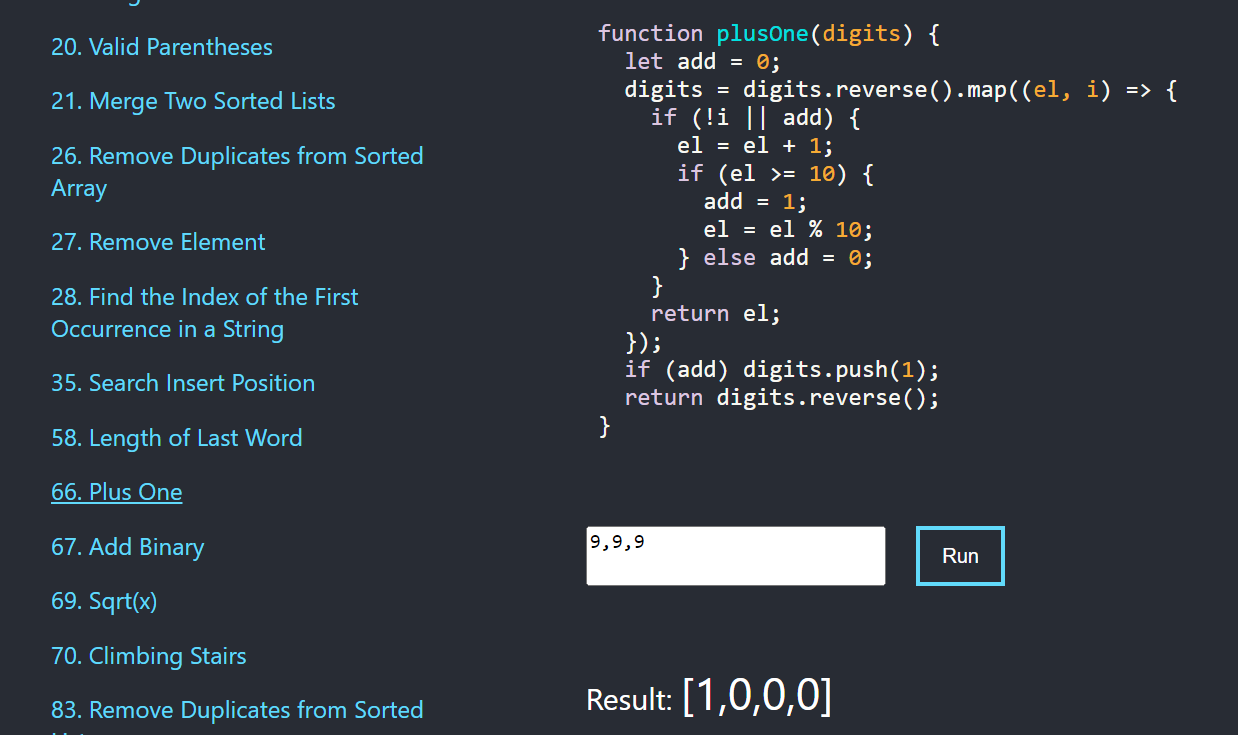 20. Valid Parentheses
21. Merge Two Sorted Lists
26. Remove Duplicates from Sorted
Array
27. Remove Element
28. Find the Index of the First
Occurrence in a String
35. Search Insert Position
58. Length of Last Word
66. Plus One
67. Add Binary
69. Sqrt(x)
70. Climbing Stairs
83. Remove Duplicates from Sorted
function plusOne(digits) {
  let add = 0;
  digits = digits.reverse().map((el, i) => {
    if (!i || add) {
      el = el + 1;
      if (el >= 10) {
        add = 1;
        el = el % 10;
      } else add = 0;
    }
    return el;
  });
  if (add) digits.push(1);
  return digits.reverse();
}
9,9,9
Run
Result: [1,0,0,0]